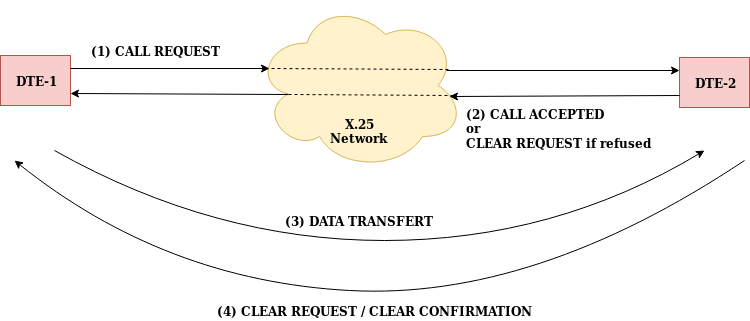 (1) CALL REQUEST
DTE-1
DTE-2
X.25
Network
(2) CALL ACCEPTED
or
CLEAR REQUEST if refused
(3) DATA TRANSFERT
(4) CLEAR REQUEST / CLEAR CONFIRMATION